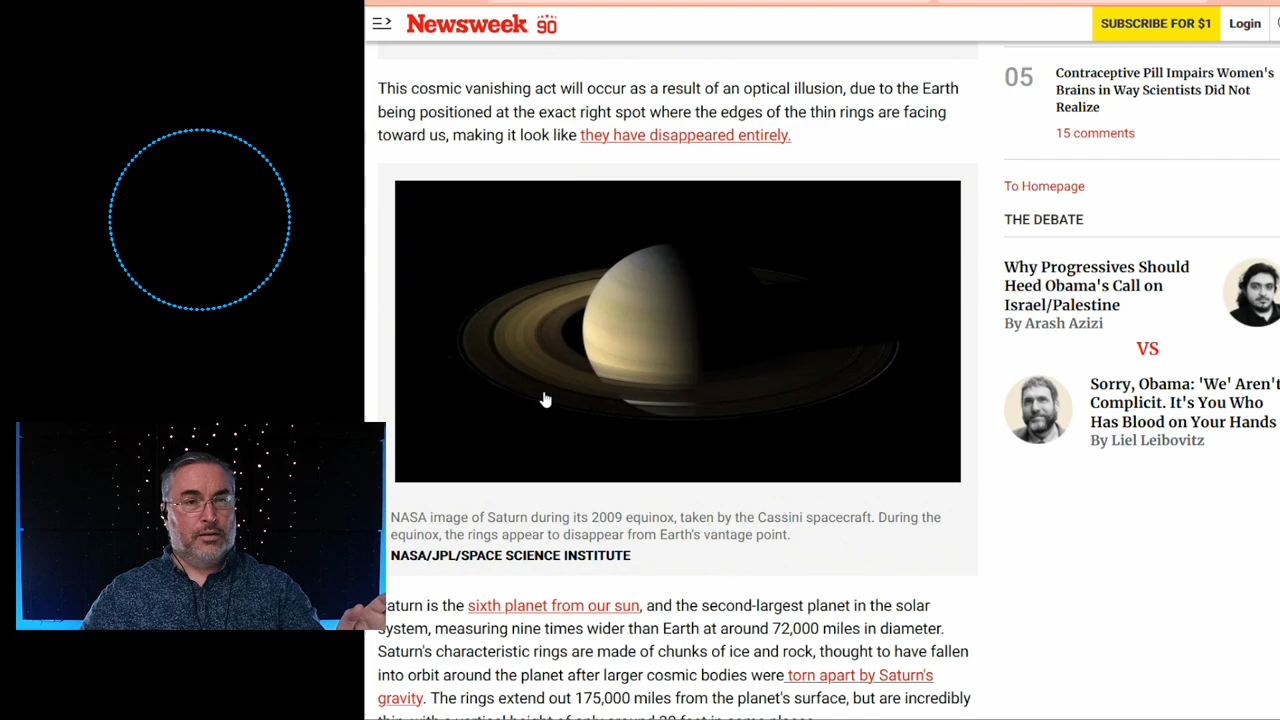 Newsweek 90
SUBSCRIBE FOR $1
Login
This cosmic vanishing act will occur as a result of an optical illusion, due to the Earth
being positioned at the exact right spot where the edges of the thin rings are facing
toward us, making it look like they have disappeared entirely.
NASA image of Saturn during its 2009 equinox, taken by the Cassini spacecraft. During the
equinox, the rings appear to disappear from Earth's vantage point.
NASA/JPL/SPACE SCIENCE INSTITUTE
aturn is the sixth planet from our sun, and the second-largest planet in the solar
system, measuring nine times wider than Earth at around 72,000 miles in diameter.
Saturn's characteristic rings are made of chunks of ice and rock, thought to have fallen
into orbit around the planet after larger cosmic bodies were torn apart by Saturn's
gravity. The rings extend out 175,000 miles from the planet's surface, but are incredibly
05
Contraceptive Pill Impairs Women's
Brains in Way Scientists Did Not
Realize
15 comments
To Homepage
THE DEBATE
Why Progressives Should
Heed Obama's Call on
Israel/Palestine
By Arash Azizi
VS
Sorry, Obama: 'We' Aren't
Complicit. It's You Who
Has Blood on Your Hands
By Liel Leibovitz